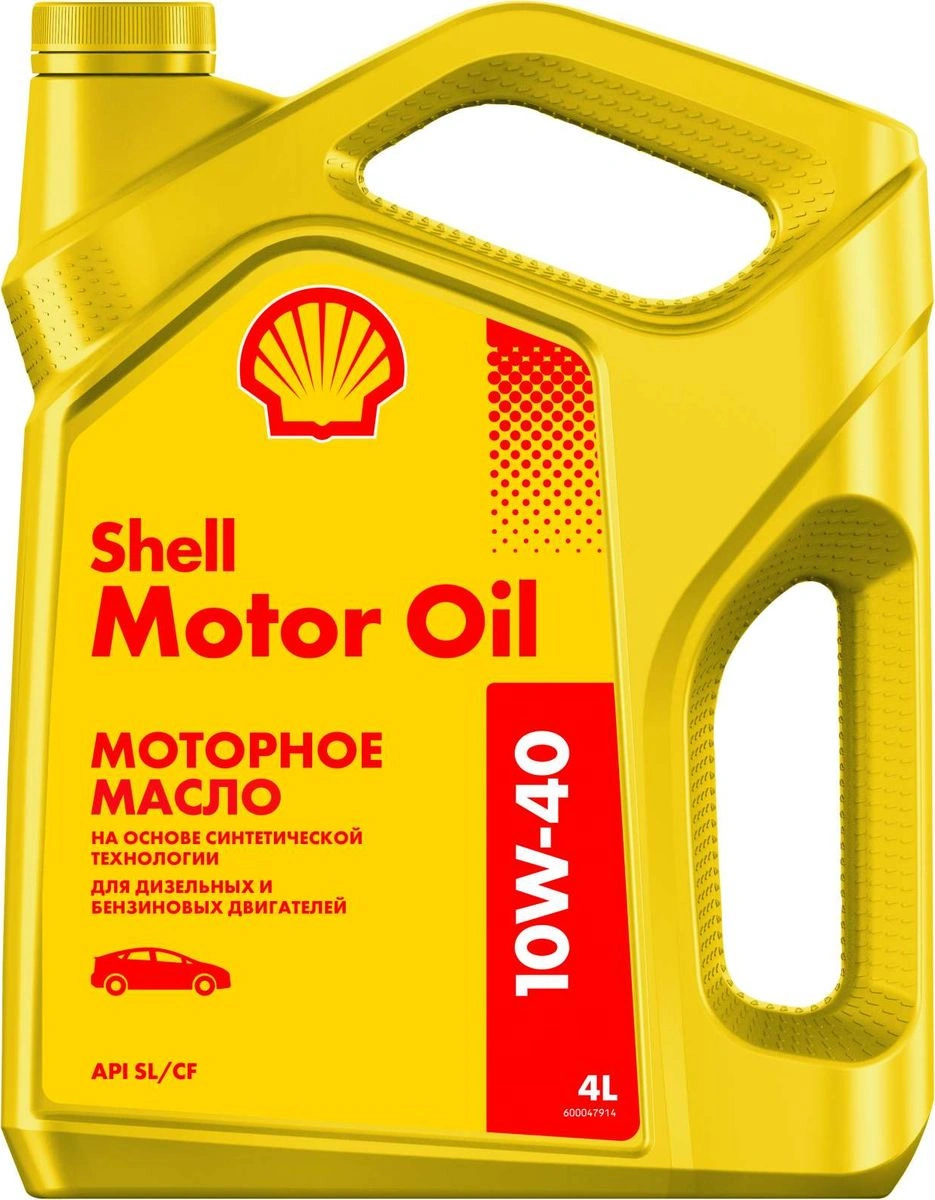 Shell
Motor Oil
МОТОРНОЕ
МАСЛО
НА ОСНОВЕ СИНТЕТИЧЕСКОЙ
ТЕХНОЛОГИИ
ДЛЯ ДИЗЕЛЬНЫХ И
БЕНЗИНОВЫХ ДВИГАТЕЛЕЙ
API SL/CF
10W-40
4L
600047914